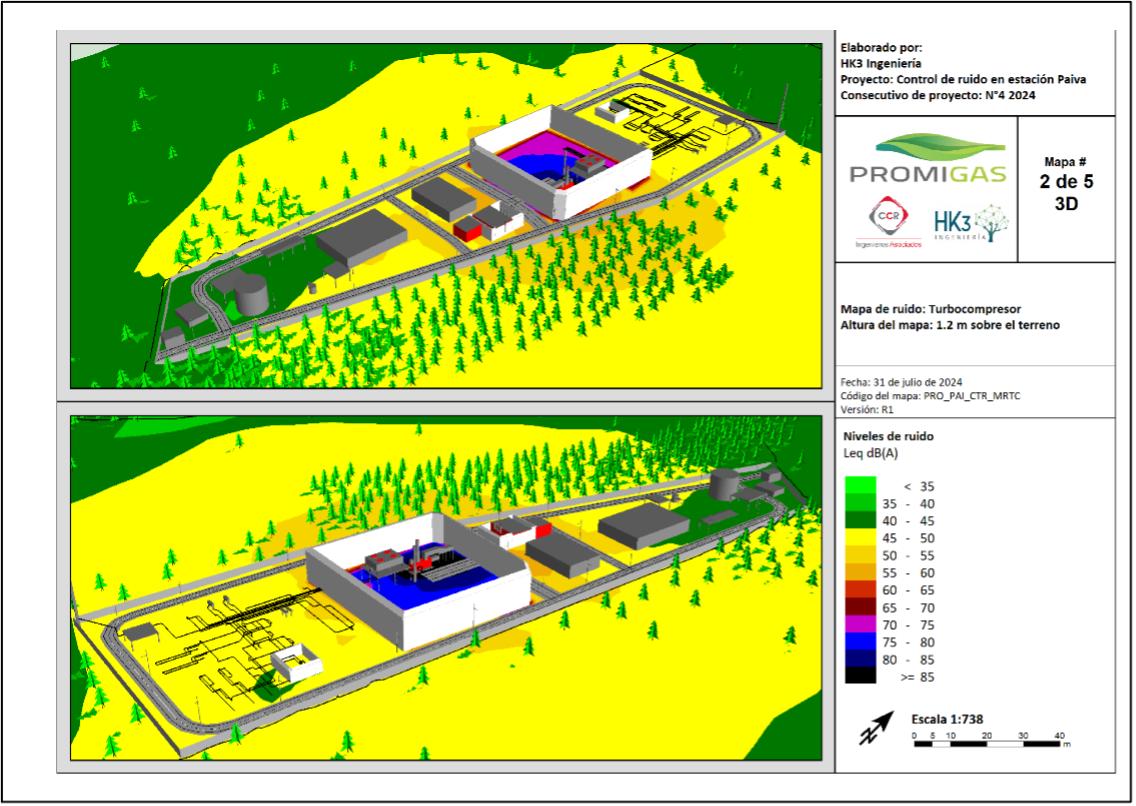 Elaborado por:
HK3 Ingeniería
Proyecto: Control de ruido en estación Paiva
Consecutivo de proyecto: N°4 2024
PROMIGAS
CCR
Ingenieros Asociados
HK3
INGENIERÍA
Mapa #
2 de 5
3D
Mapa de ruido: Turbocompresor
Altura del mapa: 1.2 m sobre el terreno
Fecha: 31 de julio de 2024
Código del mapa: PRO_PAI_CTR_MRTC
Versión: R1
Niveles de ruido
Leq dB(A)
< 35
35 - 40
40 - 45
45 - 50
50 - 55
55 - 60
60 - 65
65 - 70
70 - 75
75 - 80
80 - 85
>= 85
Escala 1:738
0 5 10 20 30 40
m